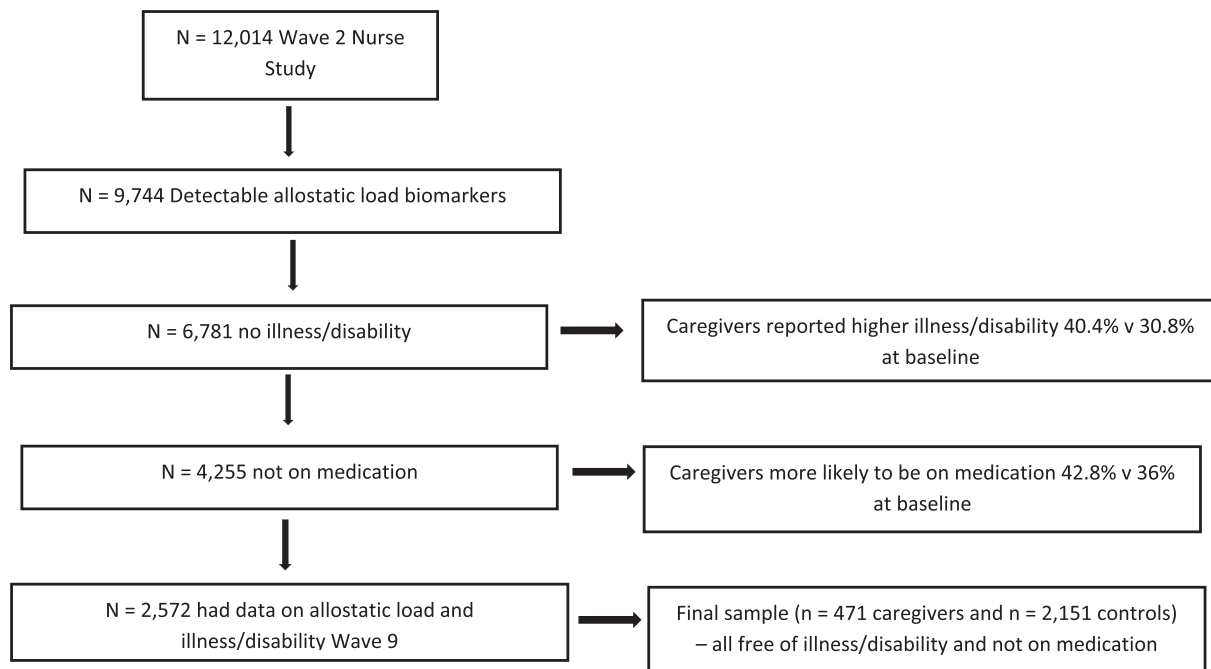 N = 12,014 Wave 2 Nurse
Study
N = 9,744 Detectable allostatic load biomarkers
N = 6,781 no illness/disability
Caregivers reported higher illness/disability 40.4% v 30.8%
at baseline
N = 4,255 not on medication
Caregivers more likely to be on medication 42.8% v 36%
at baseline
N = 2,572 had data on allostatic load and
illness/disability Wave 9
Final sample (n = 471 caregivers and n = 2,151 controls)
– all free of illness/disability and not on medication